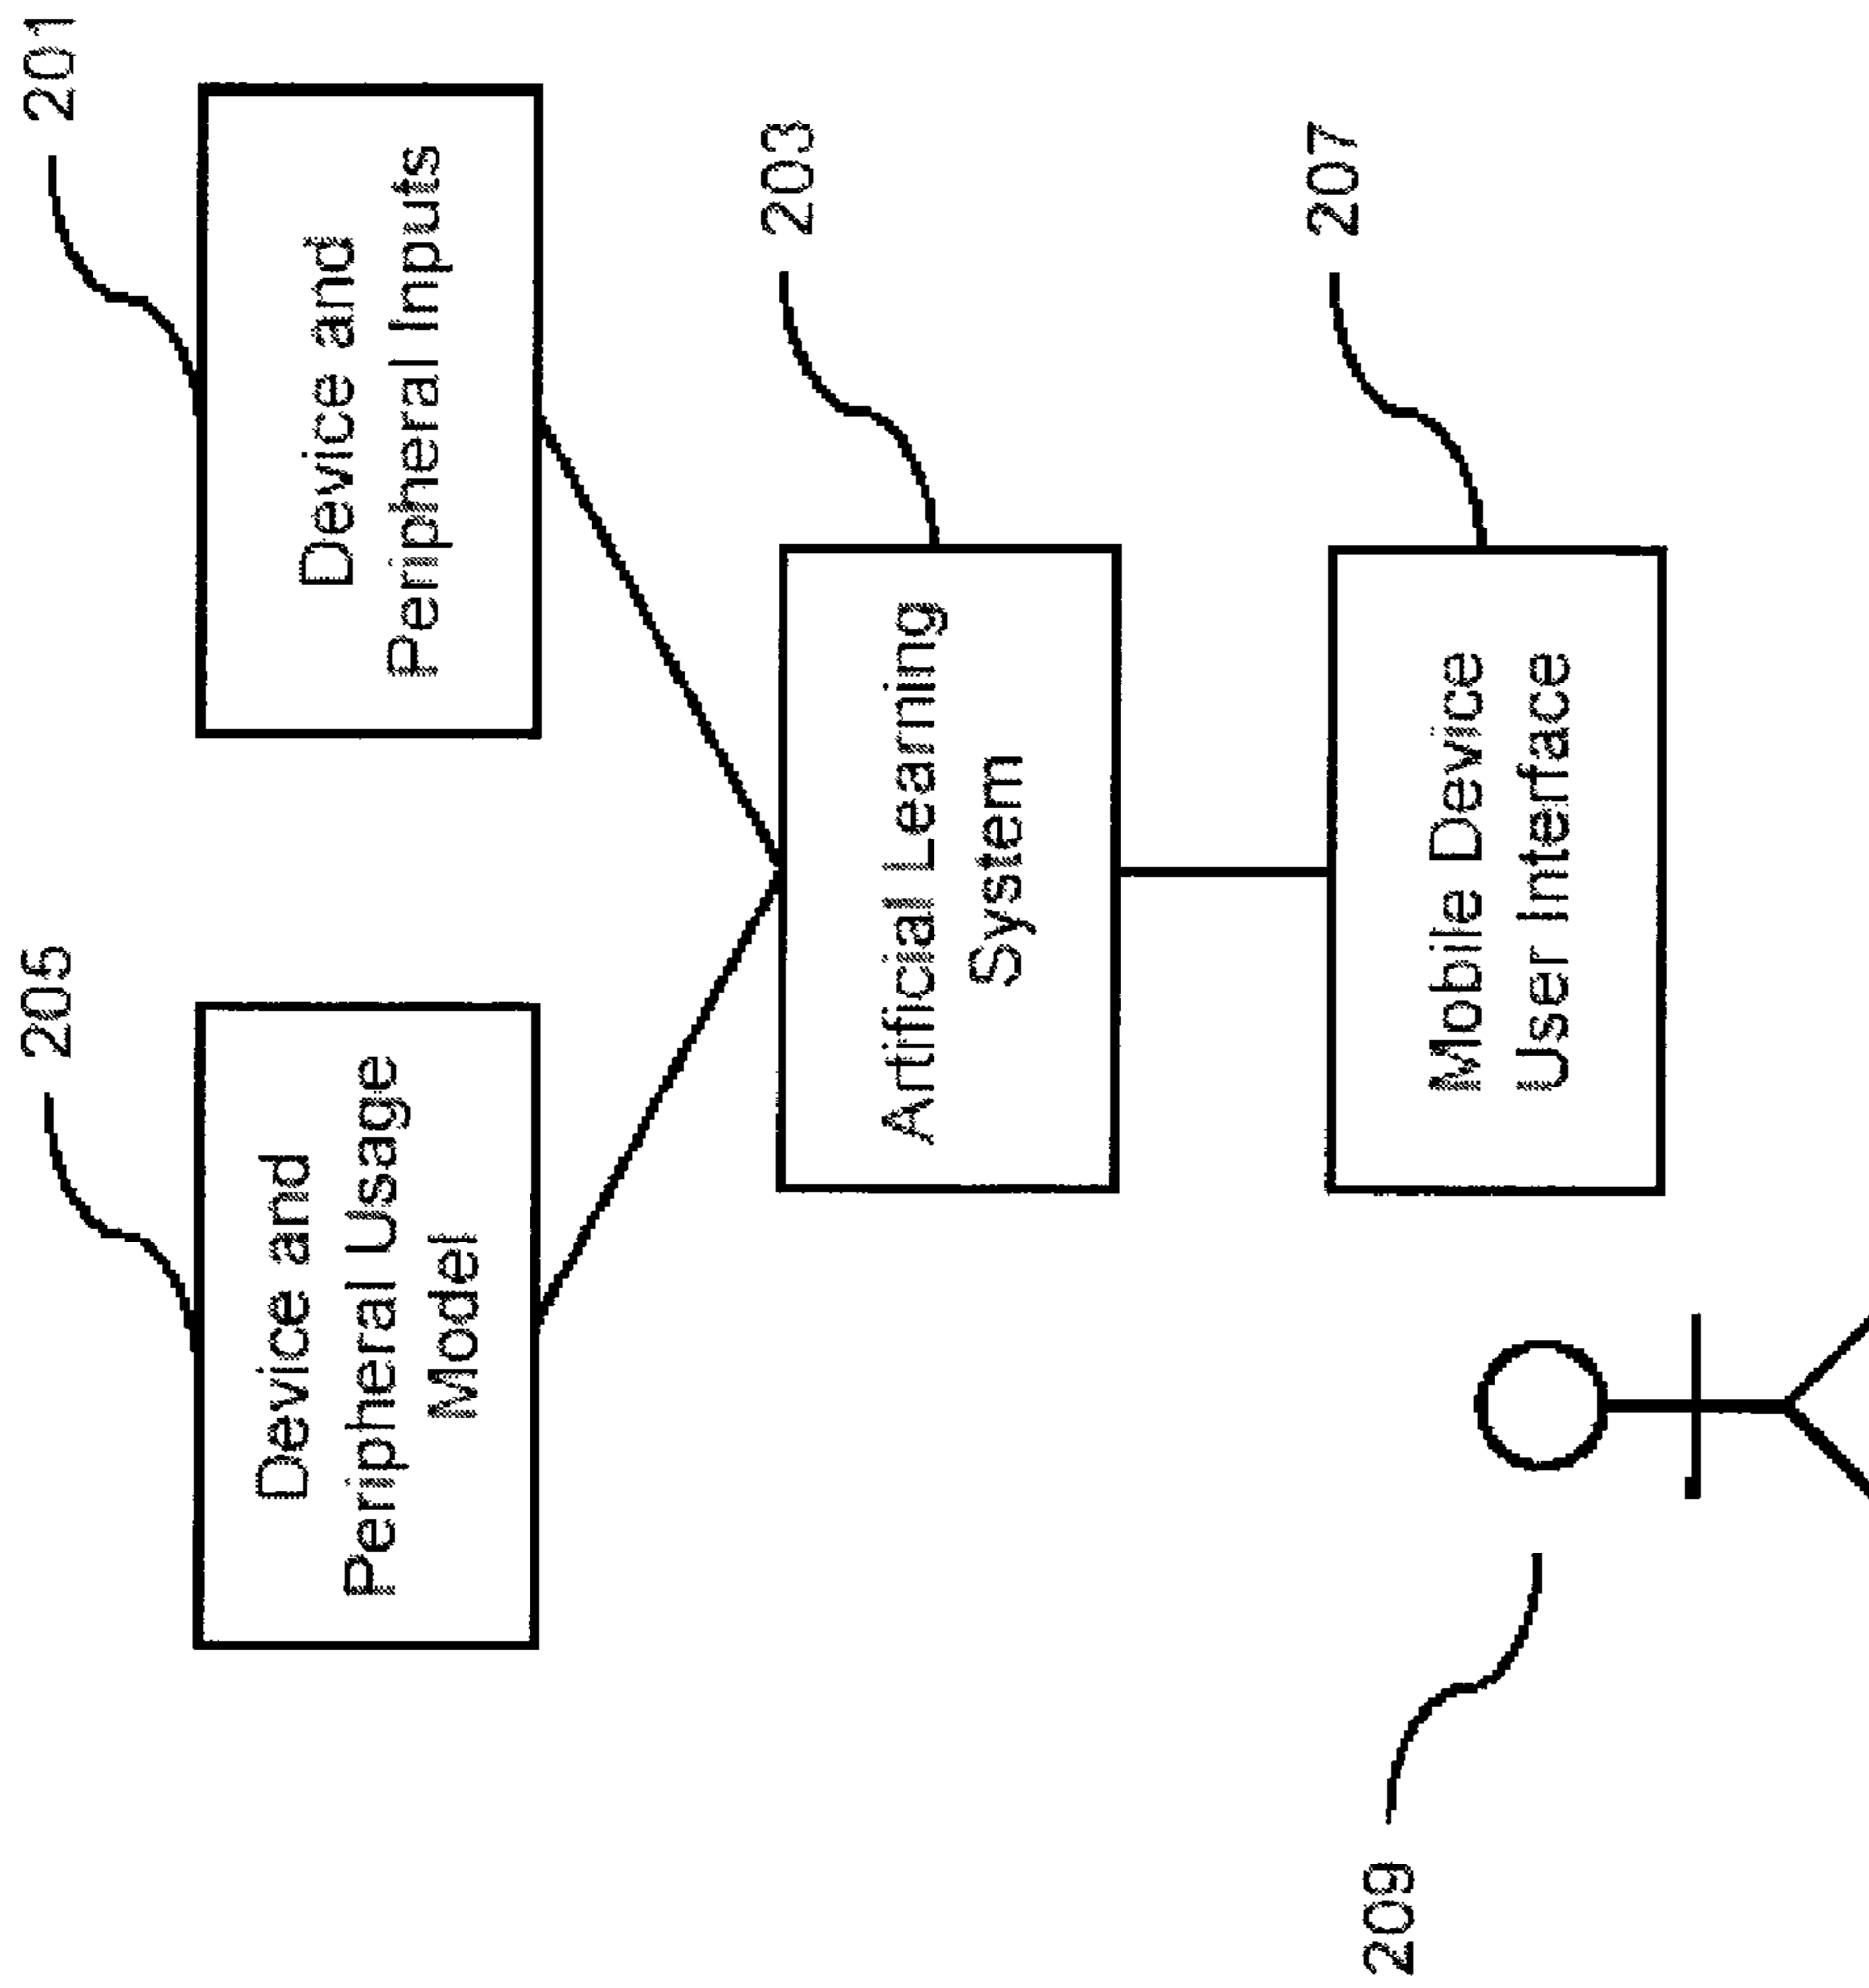 205
Device and
Peripheral Usage
Model
201
Device and
Peripheral Inputs
203
Artificial Learning
System
207
Mobile Device
User Interface
209